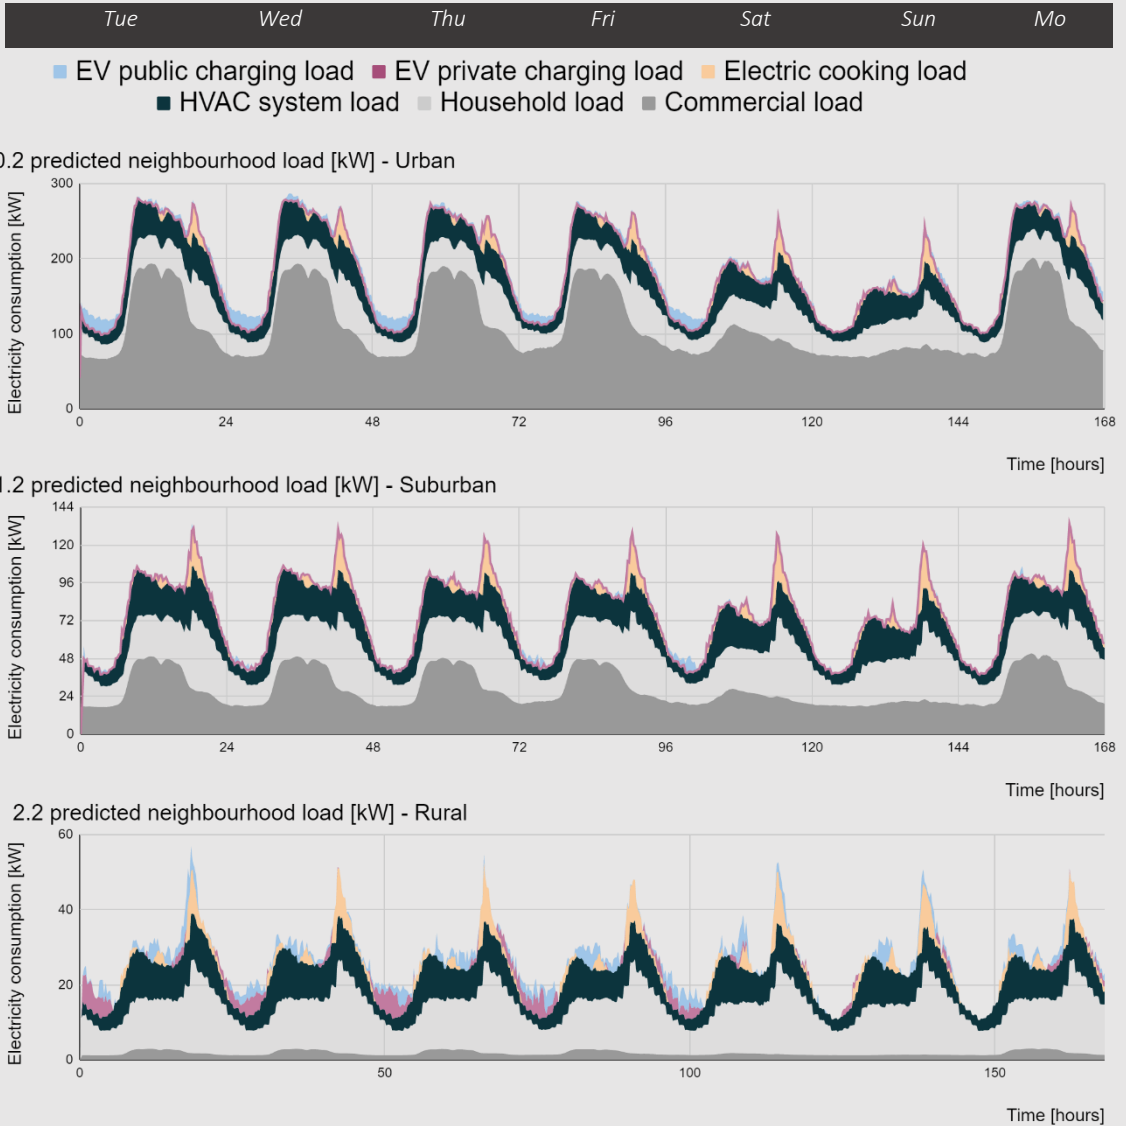 Tue Wed Thu Fri Sat Sun Mo
EV public charging load EV private charging load Electric cooking load
HVAC system load Household load Commercial load
0.2 predicted neighbourhood load [kW] - Urban
Electricity consumption [kW]
300
200
100
0
0 24 48 72 96 120 144 168
Time [hours]
1.2 predicted neighbourhood load [kW] - Suburban
Electricity consumption [kW]
144
120
96
72
48
24
0
0 24 48 72 96 120 144 168
Time [hours]
2.2 predicted neighbourhood load [kW] - Rural
Electricity consumption [kW]
60
40
20
0
0 50 100 150
Time [hours]